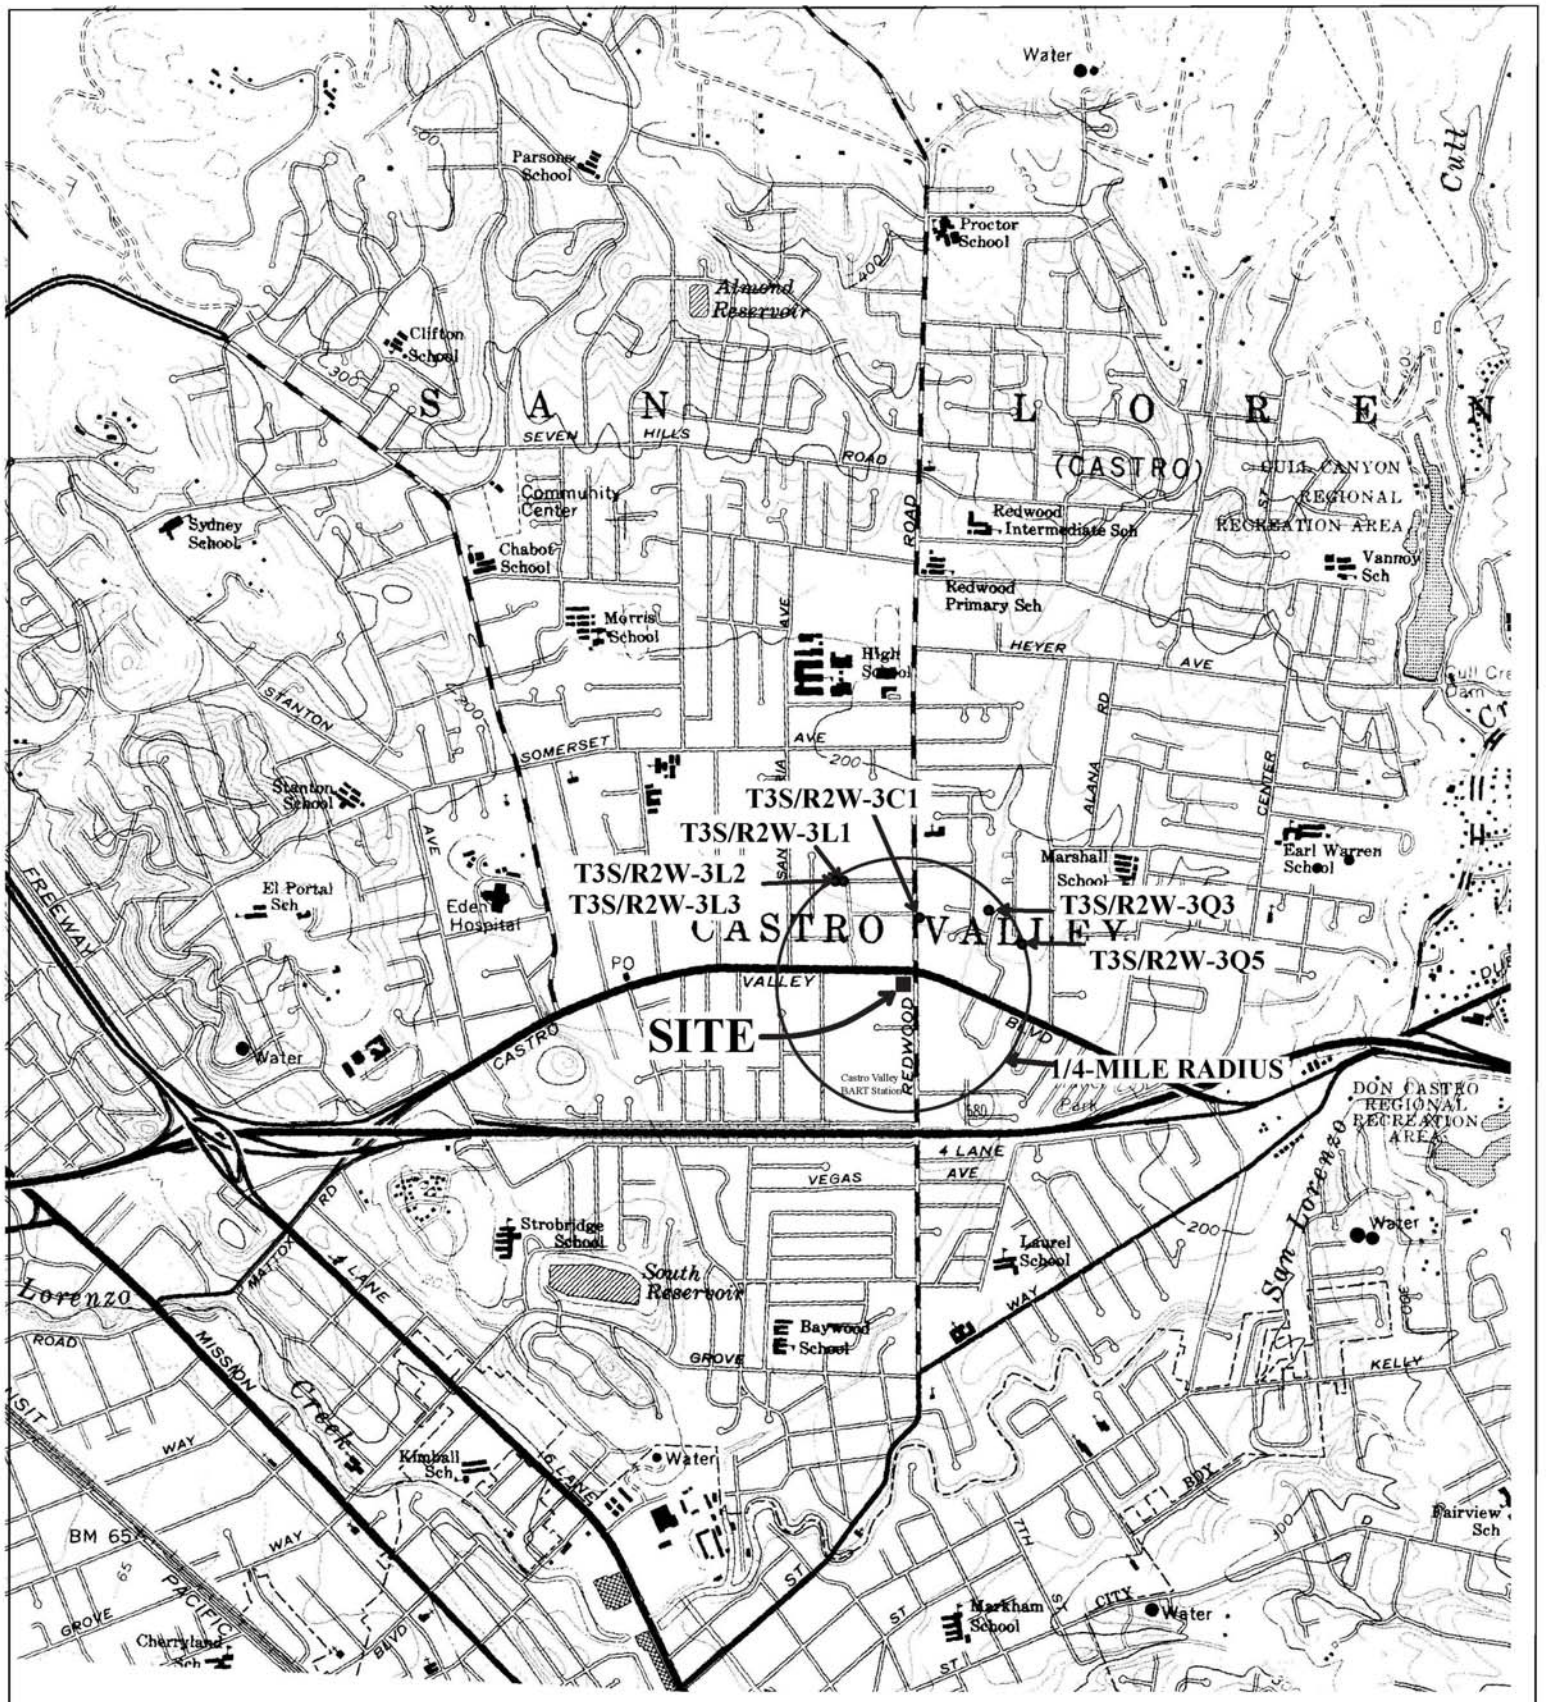 Water
Cull
Parsons
School
Proctor
School
400
Almond
Reservoir
Clifton
School
300
S A N L O R E N
SEVEN HILLS ROAD
(CASTRO)
CULL CANYON
REGIONAL
RECREATION AREA
ST
Community
Center
Sydney
School
Redwood
Intermediate Sch
ROAD
Chabot
School
Vannoy
Sch
Redwood
Primary Sch
AVE
Morris
School
High
School
HEYER AVE
Cull Cre
Dam
STANTON
200
RD
SOMERSET AVE
200
ALANA
CENTER
Stanton
School
T3S/R2W-3C1
T3S/R2W-3L1
SAN
AVE
Marshall
School
Earl Warren
School
T3S/R2W-3L2
T3S/R2W-3L3
T3S/R2W-3Q3
FREEWAY
El Portal
Sch
Eden
Hospital
CASTRO VALLEY
T3S/R2W-3Q5
PO
VALLEY
SITE
REDWOOD
BLVD
CASTRO
Water
1/4-MILE RADIUS
Castro Valley
BART Station
580
Park
DON CASTRO
REGIONAL
RECREATION
AREA
4 LANE
VEGAS AVE
RD
Strobridge
School
200
San Lorenzo
Water
Laurel
School
MATTOX
4 LANE
South
Reservoir
Lorenzo
WAY
ROAD
MISSION
Baywood
School
GROVE
KELLY
Creek
WAY
Kimball
Sch
6 LANE
Water
BDY
Fairview
Sch
BM 65
65
WAY
7TH
D
PACIFIC
ST
ST
ST
CITY
Water
GROVE
Markham
School
Cherryland
Sch
BLVD
ST